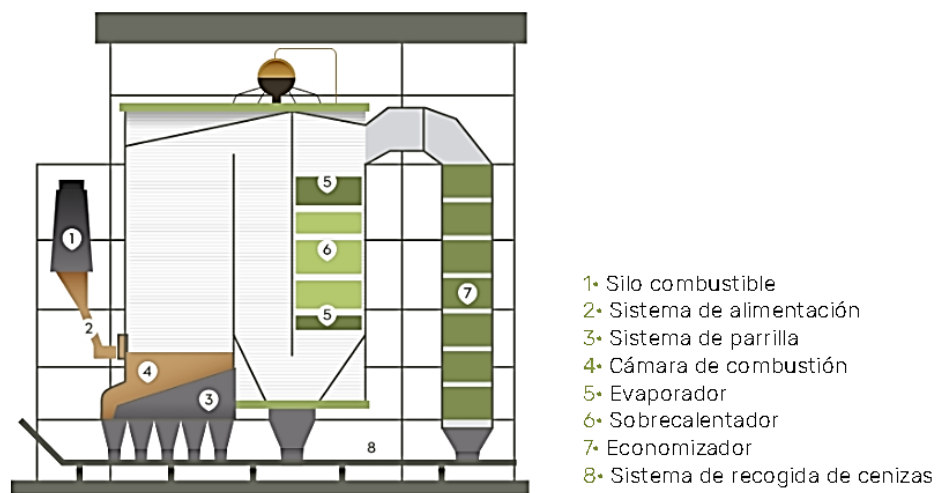 5
1
6
7
5
2
4
3
8
1• Silo combustible
2• Sistema de alimentación
3• Sistema de parrilla
4• Cámara de combustión
5• Evaporador
6• Sobrecalentador
7• Economizador
8• Sistema de recogida de cenizas